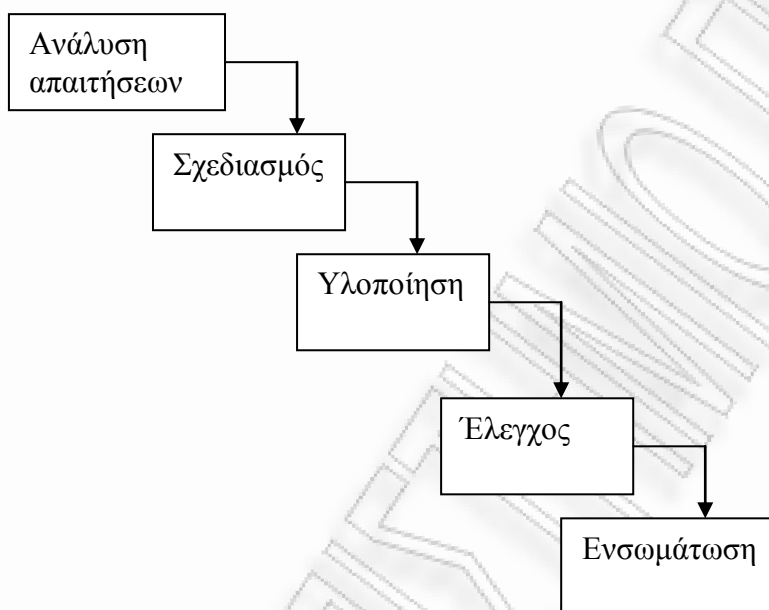 Ανάλυση
απαιτήσεων
Σχεδιασμός
Υλοποίηση
Έλεγχος
Ενσωμάτωση